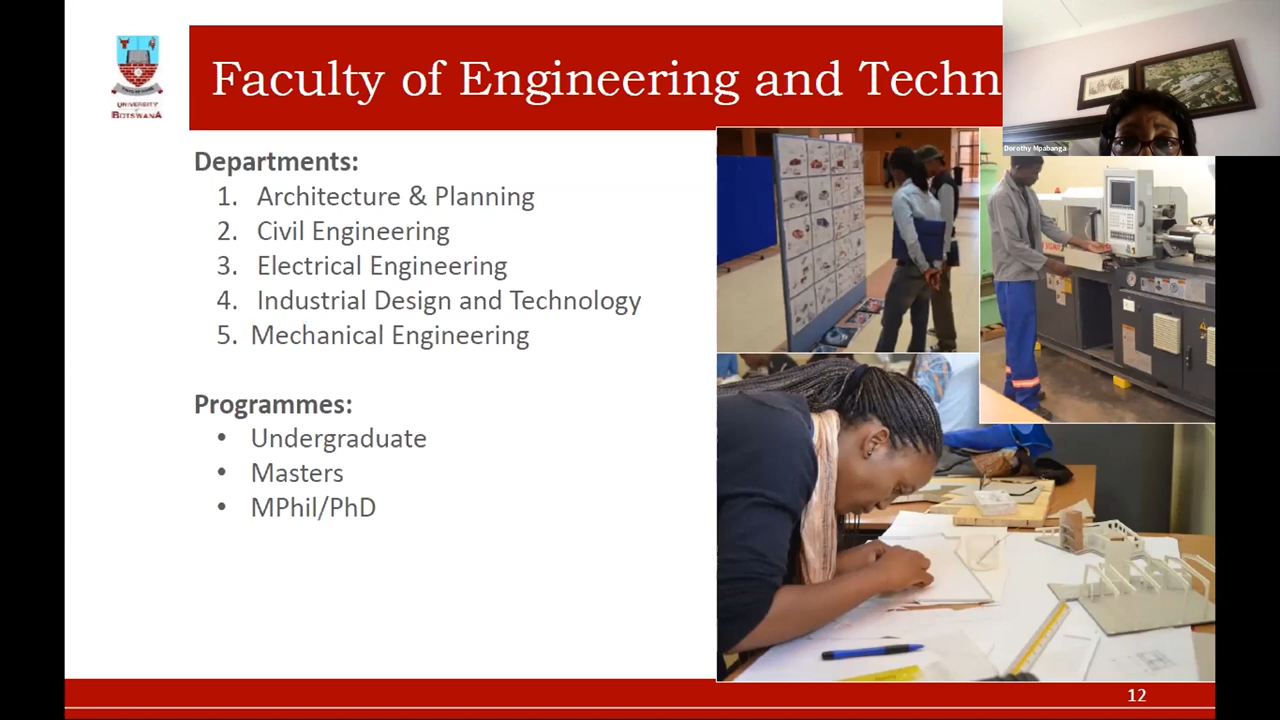 Faculty of Engineering and Techn
UNIVERSITY
of
BOTSWANA
Dorothy Mpabanga
Departments:
1. Architecture & Planning
2. Civil Engineering
3. Electrical Engineering
4. Industrial Design and Technology
5. Mechanical Engineering
Programmes:
• Undergraduate
• Masters
• MPhil/PhD
12